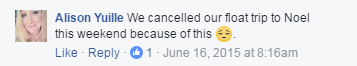 Alison Yuille We cancelled our float trip to Noel
this weekend because of this 😔.
Like · Reply · 1 · June 16, 2015 at 8:16am